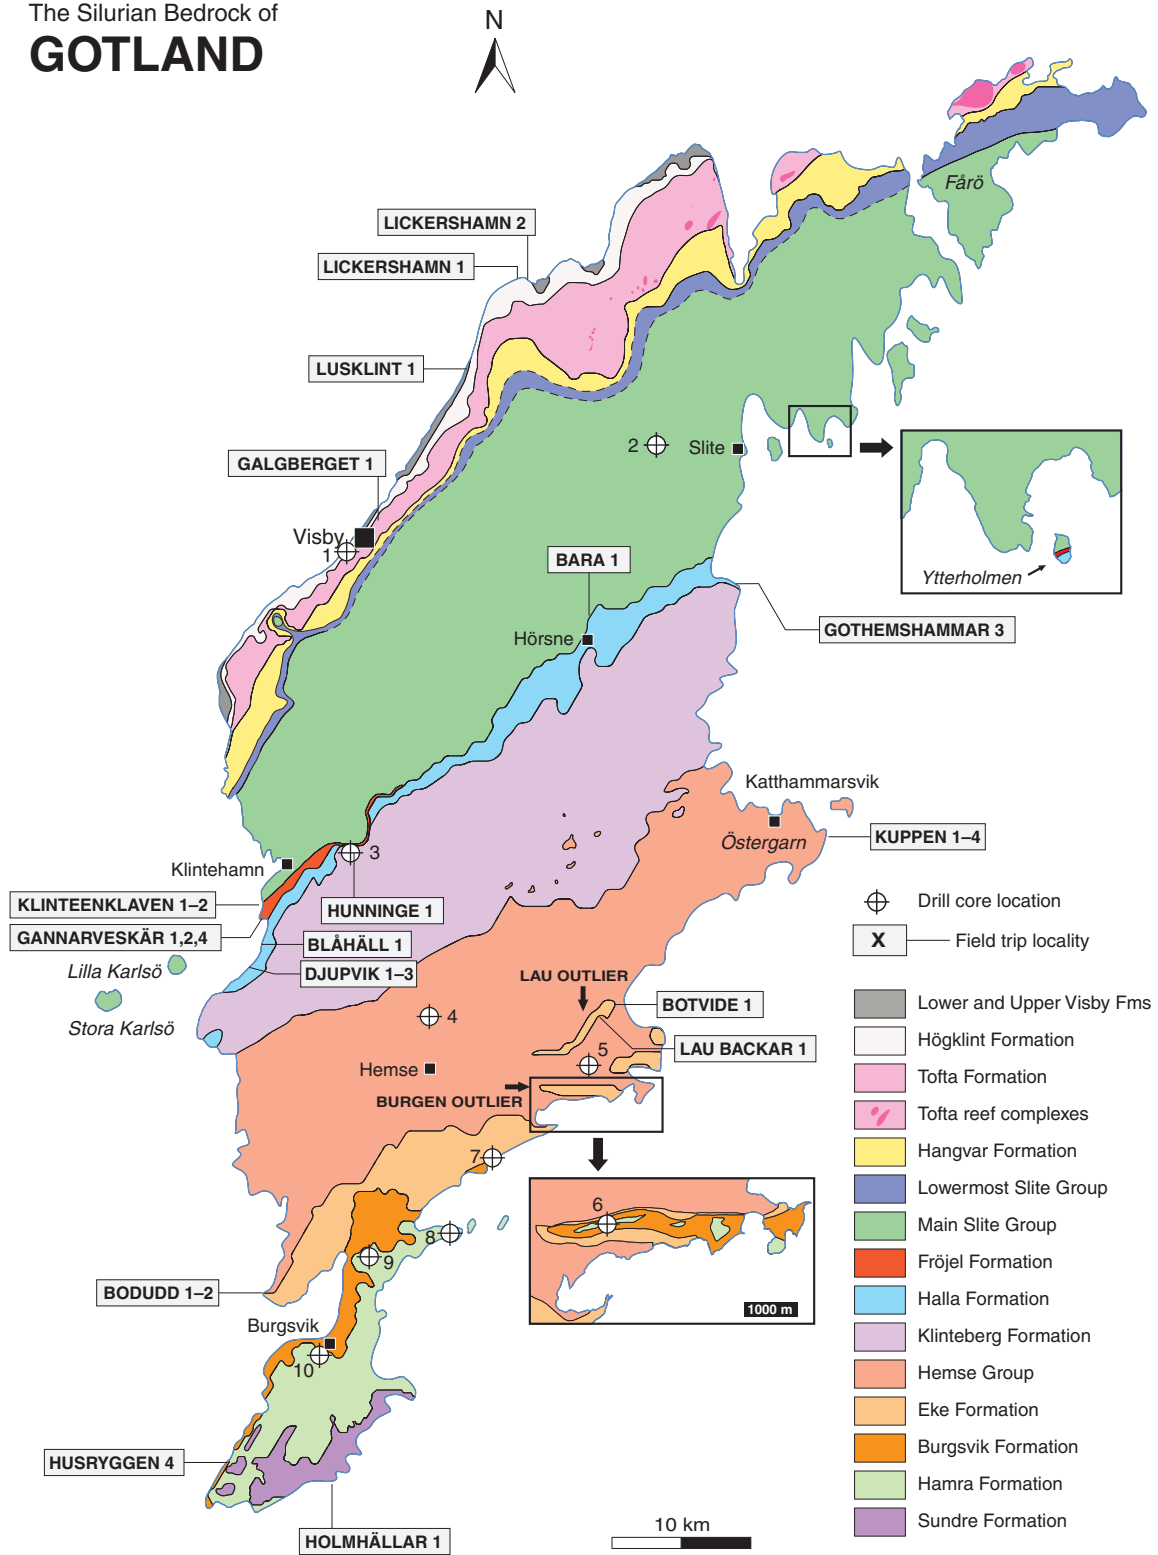 The Silurian Bedrock of
GOTLAND
N
Fårö
LICKERSHAMN 2
LICKERSHAMN 1
LUSKLINT 1
2
Slite
GALGBERGET 1
Visby
1
BARA 1
Ytterholmen
Hörsne
GOTHEMSHAMMAR 3
Katthammarsvik
Östergarn
KUPPEN 1–4
3
Klintehamn
KLINTEENKLAVEN 1–2
HUNNINGE 1
GANNARVESKÄR 1,2,4
BLÅHÄLL 1
DJUPVIK 1–3
Lilla Karlsö
Stora Karlsö
Drill core location
X
Field trip locality
LAU OUTLIER
BOTVIDE 1
4
LAU BACKAR 1
5
Hemse
BURGEN OUTLIER
7
6
8
9
1000 m
BODUDD 1–2
Burgsvik
10
HUSRYGGEN 4
HOLMHÄLLAR 1
10 km
Lower and Upper Visby Fms
Högklint Formation
Tofta Formation
Tofta reef complexes
Hangvar Formation
Lowermost Slite Group
Main Slite Group
Fröjel Formation
Halla Formation
Klinteberg Formation
Hemse Group
Eke Formation
Burgsvik Formation
Hamra Formation
Sundre Formation